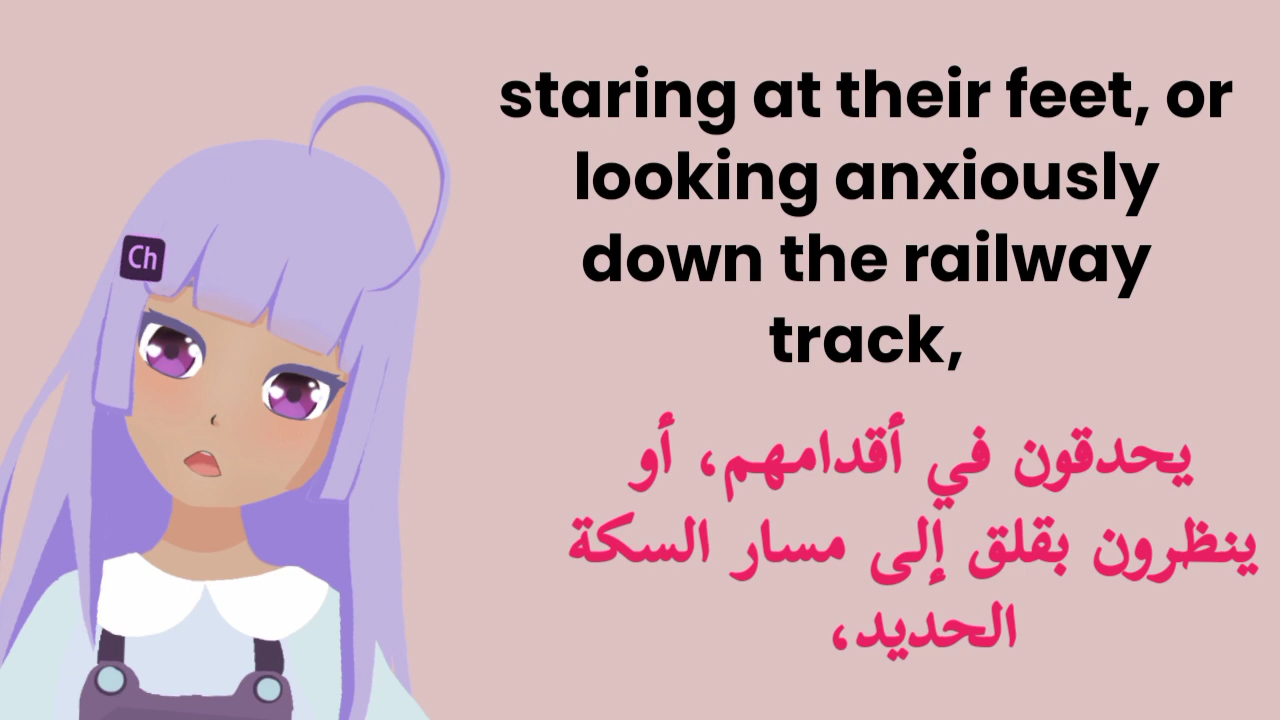 staring at their feet, or
looking anxiously
down the railway
track,
يحدقون في أقدامهم، أو
ينظرون بقلق إلى مسار السكة
الحديد،
Ch